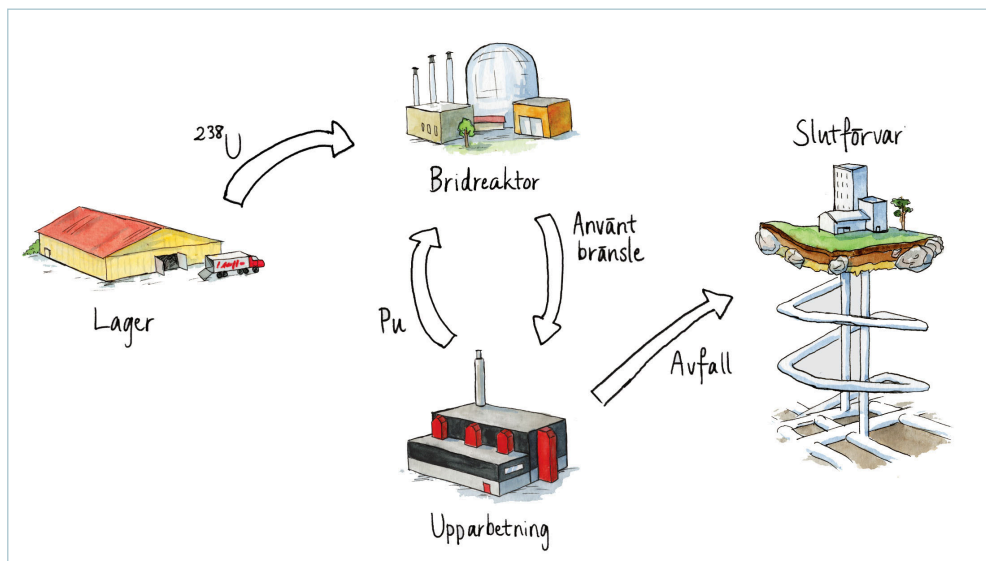 ²³⁸U
Bridreaktor
Slutförvar
Använt
bränsle
Lager
Pu
Avfall
Upparbetning